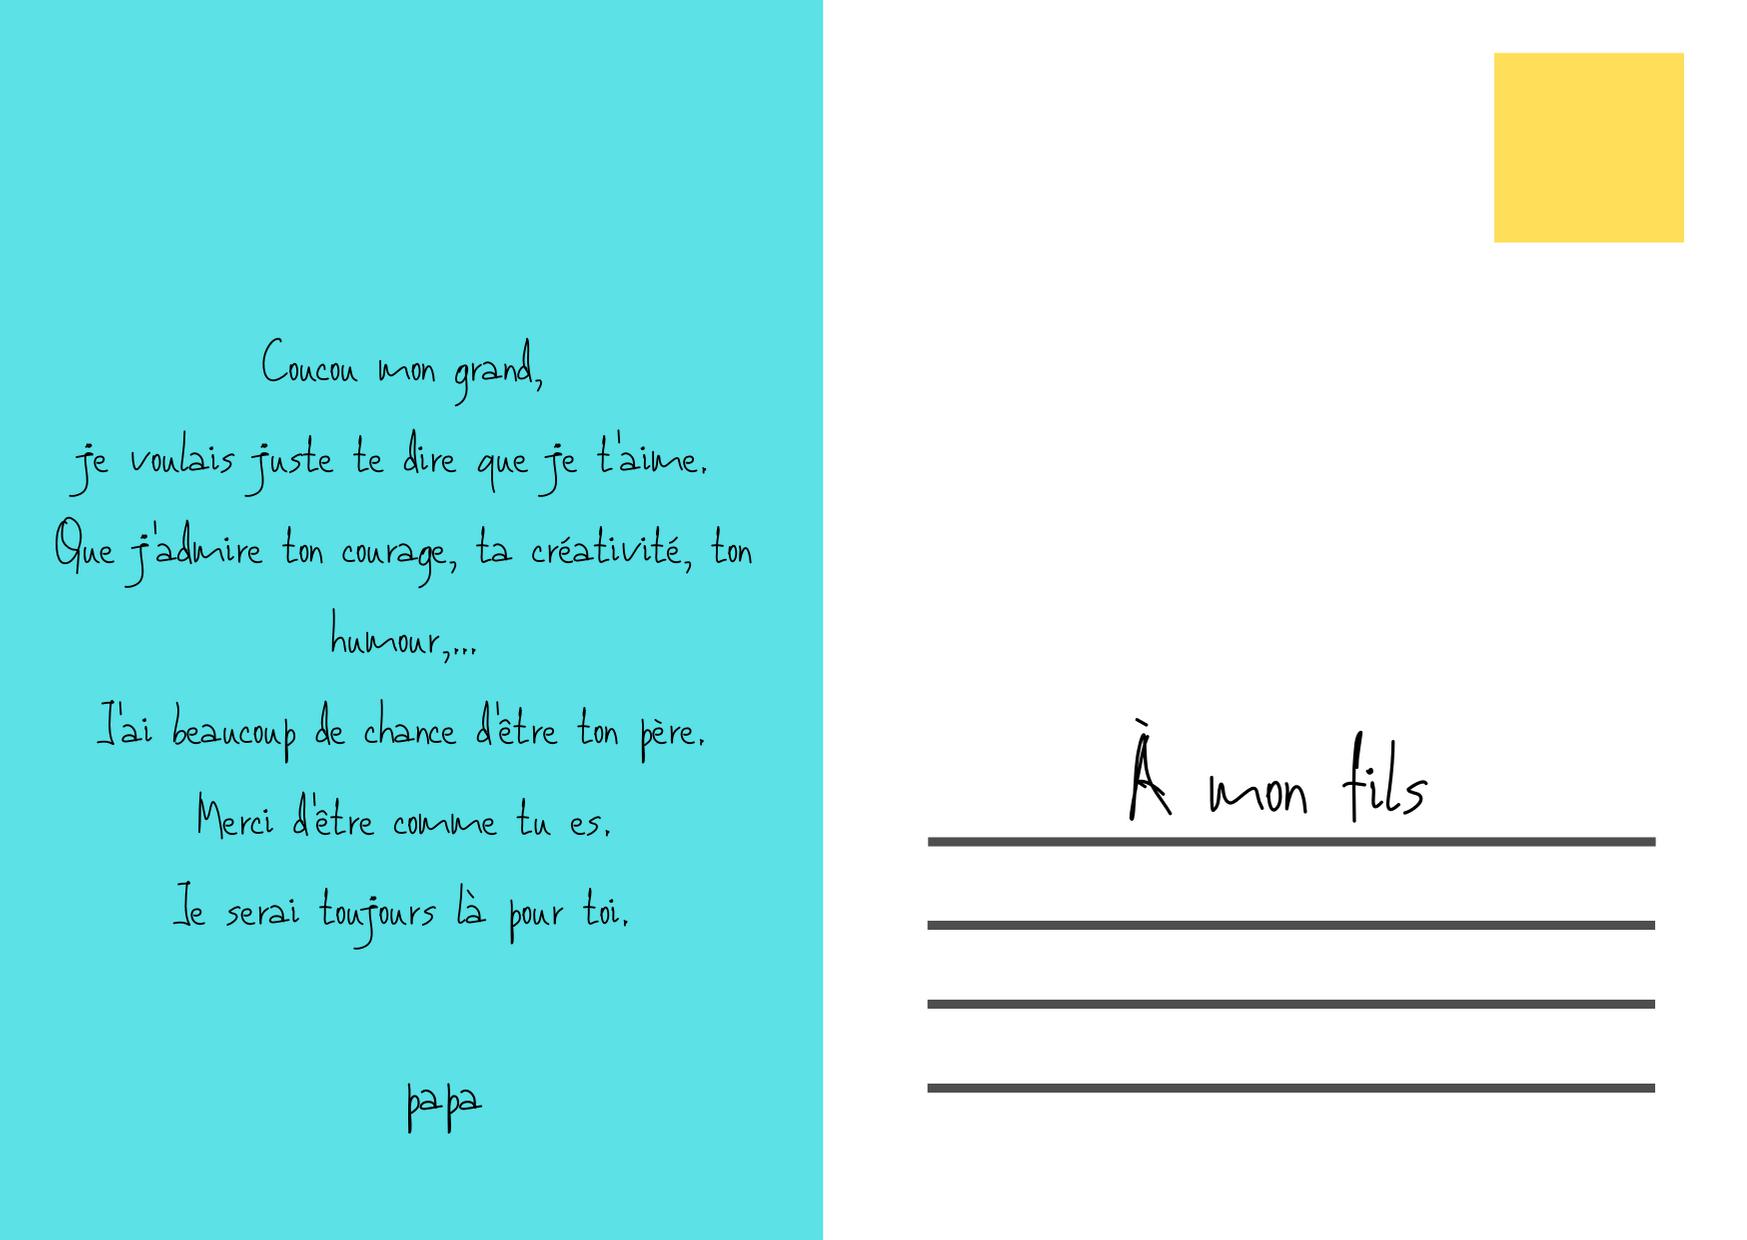 Coucou mon grand,
je voulais juste te dire que je t'aime.
Que j'admire ton courage, ta créativité, ton
humour,...
J'ai beaucoup de chance d'être ton père.
Merci d'être comme tu es.
Je serai toujours là pour toi.
papa
À mon fils